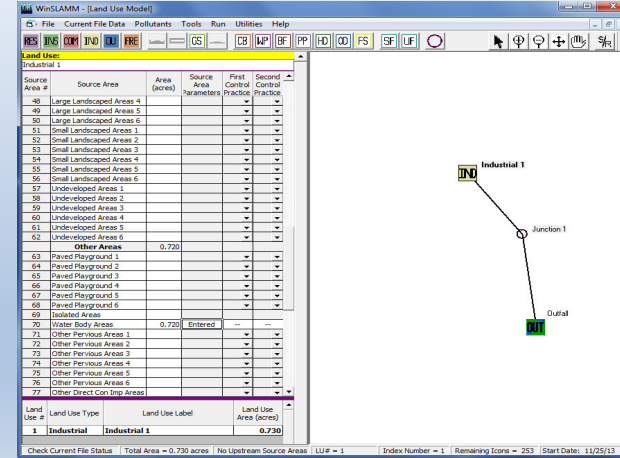 WinSLAMM - [Land Use Model]
File Current File Data Pollutants Tools Run Utilities Help
RES INS COM IND OU FRE GS CB WP BF PP HD OD FS SF UF S/R
Land Use:
Industrial 1
Source Area # Source Area Area (acres) Source Area Parameters First Control Practice Second Control Practice
48 Large Landscaped Areas 4
49 Large Landscaped Areas 5
50 Large Landscaped Areas 6
51 Small Landscaped Areas 1
52 Small Landscaped Areas 2
53 Small Landscaped Areas 3
54 Small Landscaped Areas 4
55 Small Landscaped Areas 5
56 Small Landscaped Areas 6
57 Undeveloped Areas 1
58 Undeveloped Areas 2
59 Undeveloped Areas 3
60 Undeveloped Areas 4
61 Undeveloped Areas 5
62 Undeveloped Areas 6
Other Areas 0.720
63 Paved Playground 1
64 Paved Playground 2
65 Paved Playground 3
66 Paved Playground 4
67 Paved Playground 5
68 Paved Playground 6
69 Isolated Areas
70 Water Body Areas 0.720 Entered -- --
71 Other Pervious Areas 1
72 Other Pervious Areas 2
73 Other Pervious Areas 3
74 Other Pervious Areas 4
75 Other Pervious Areas 5
76 Other Pervious Areas 6
77 Other Direct Con Imp Areas
Land Use # Land Use Type Land Use Label Land Use Area (acres)
1 Industrial Industrial 1 0.730
IND Industrial 1
Junction 1
Outfall
OUT
Check Current File Status Total Area = 0.730 acres No Upstream Source Areas LU# = 1 Index Number = 1 Remaining Icons = 253 Start Date: 11/25/13